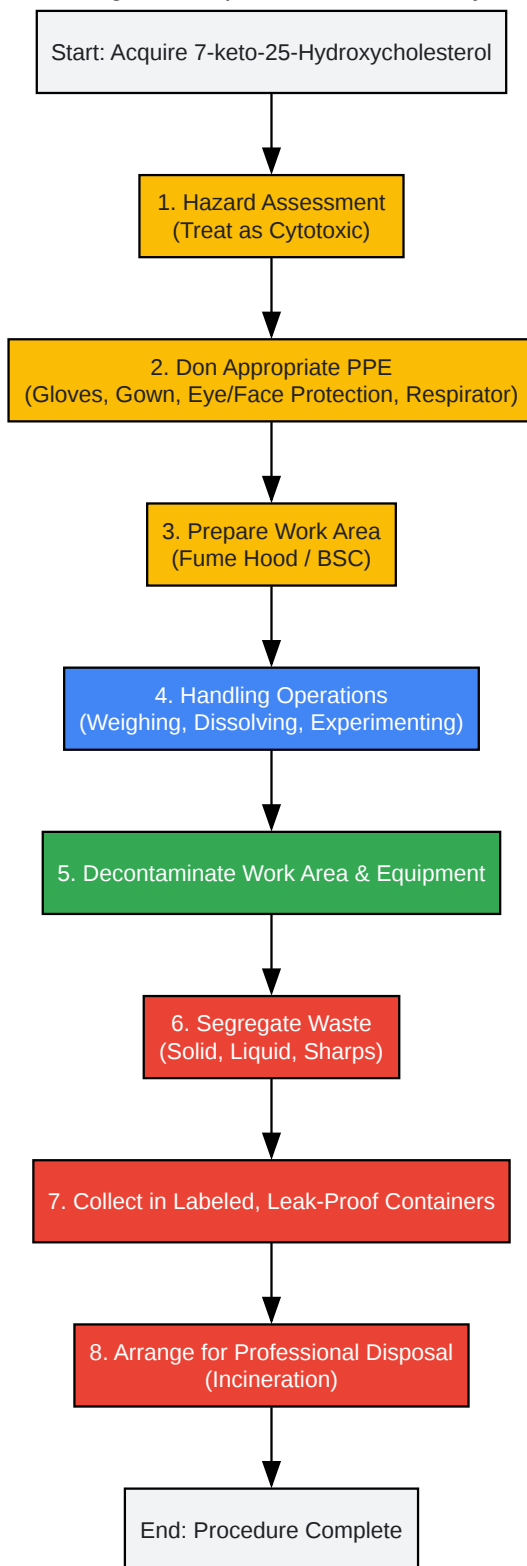 Start: Acquire 7-keto-25-Hydroxycholesterol
1. Hazard Assessment
(Treat as Cytotoxic)
2. Don Appropriate PPE
(Gloves, Gown, Eye/Face Protection, Respirator)
3. Prepare Work Area
(Fume Hood / BSC)
4. Handling Operations
(Weighing, Dissolving, Experimenting)
5. Decontaminate Work Area & Equipment
6. Segregate Waste
(Solid, Liquid, Sharps)
7. Collect in Labeled, Leak-Proof Containers
8. Arrange for Professional Disposal
(Incineration)
End: Procedure Complete